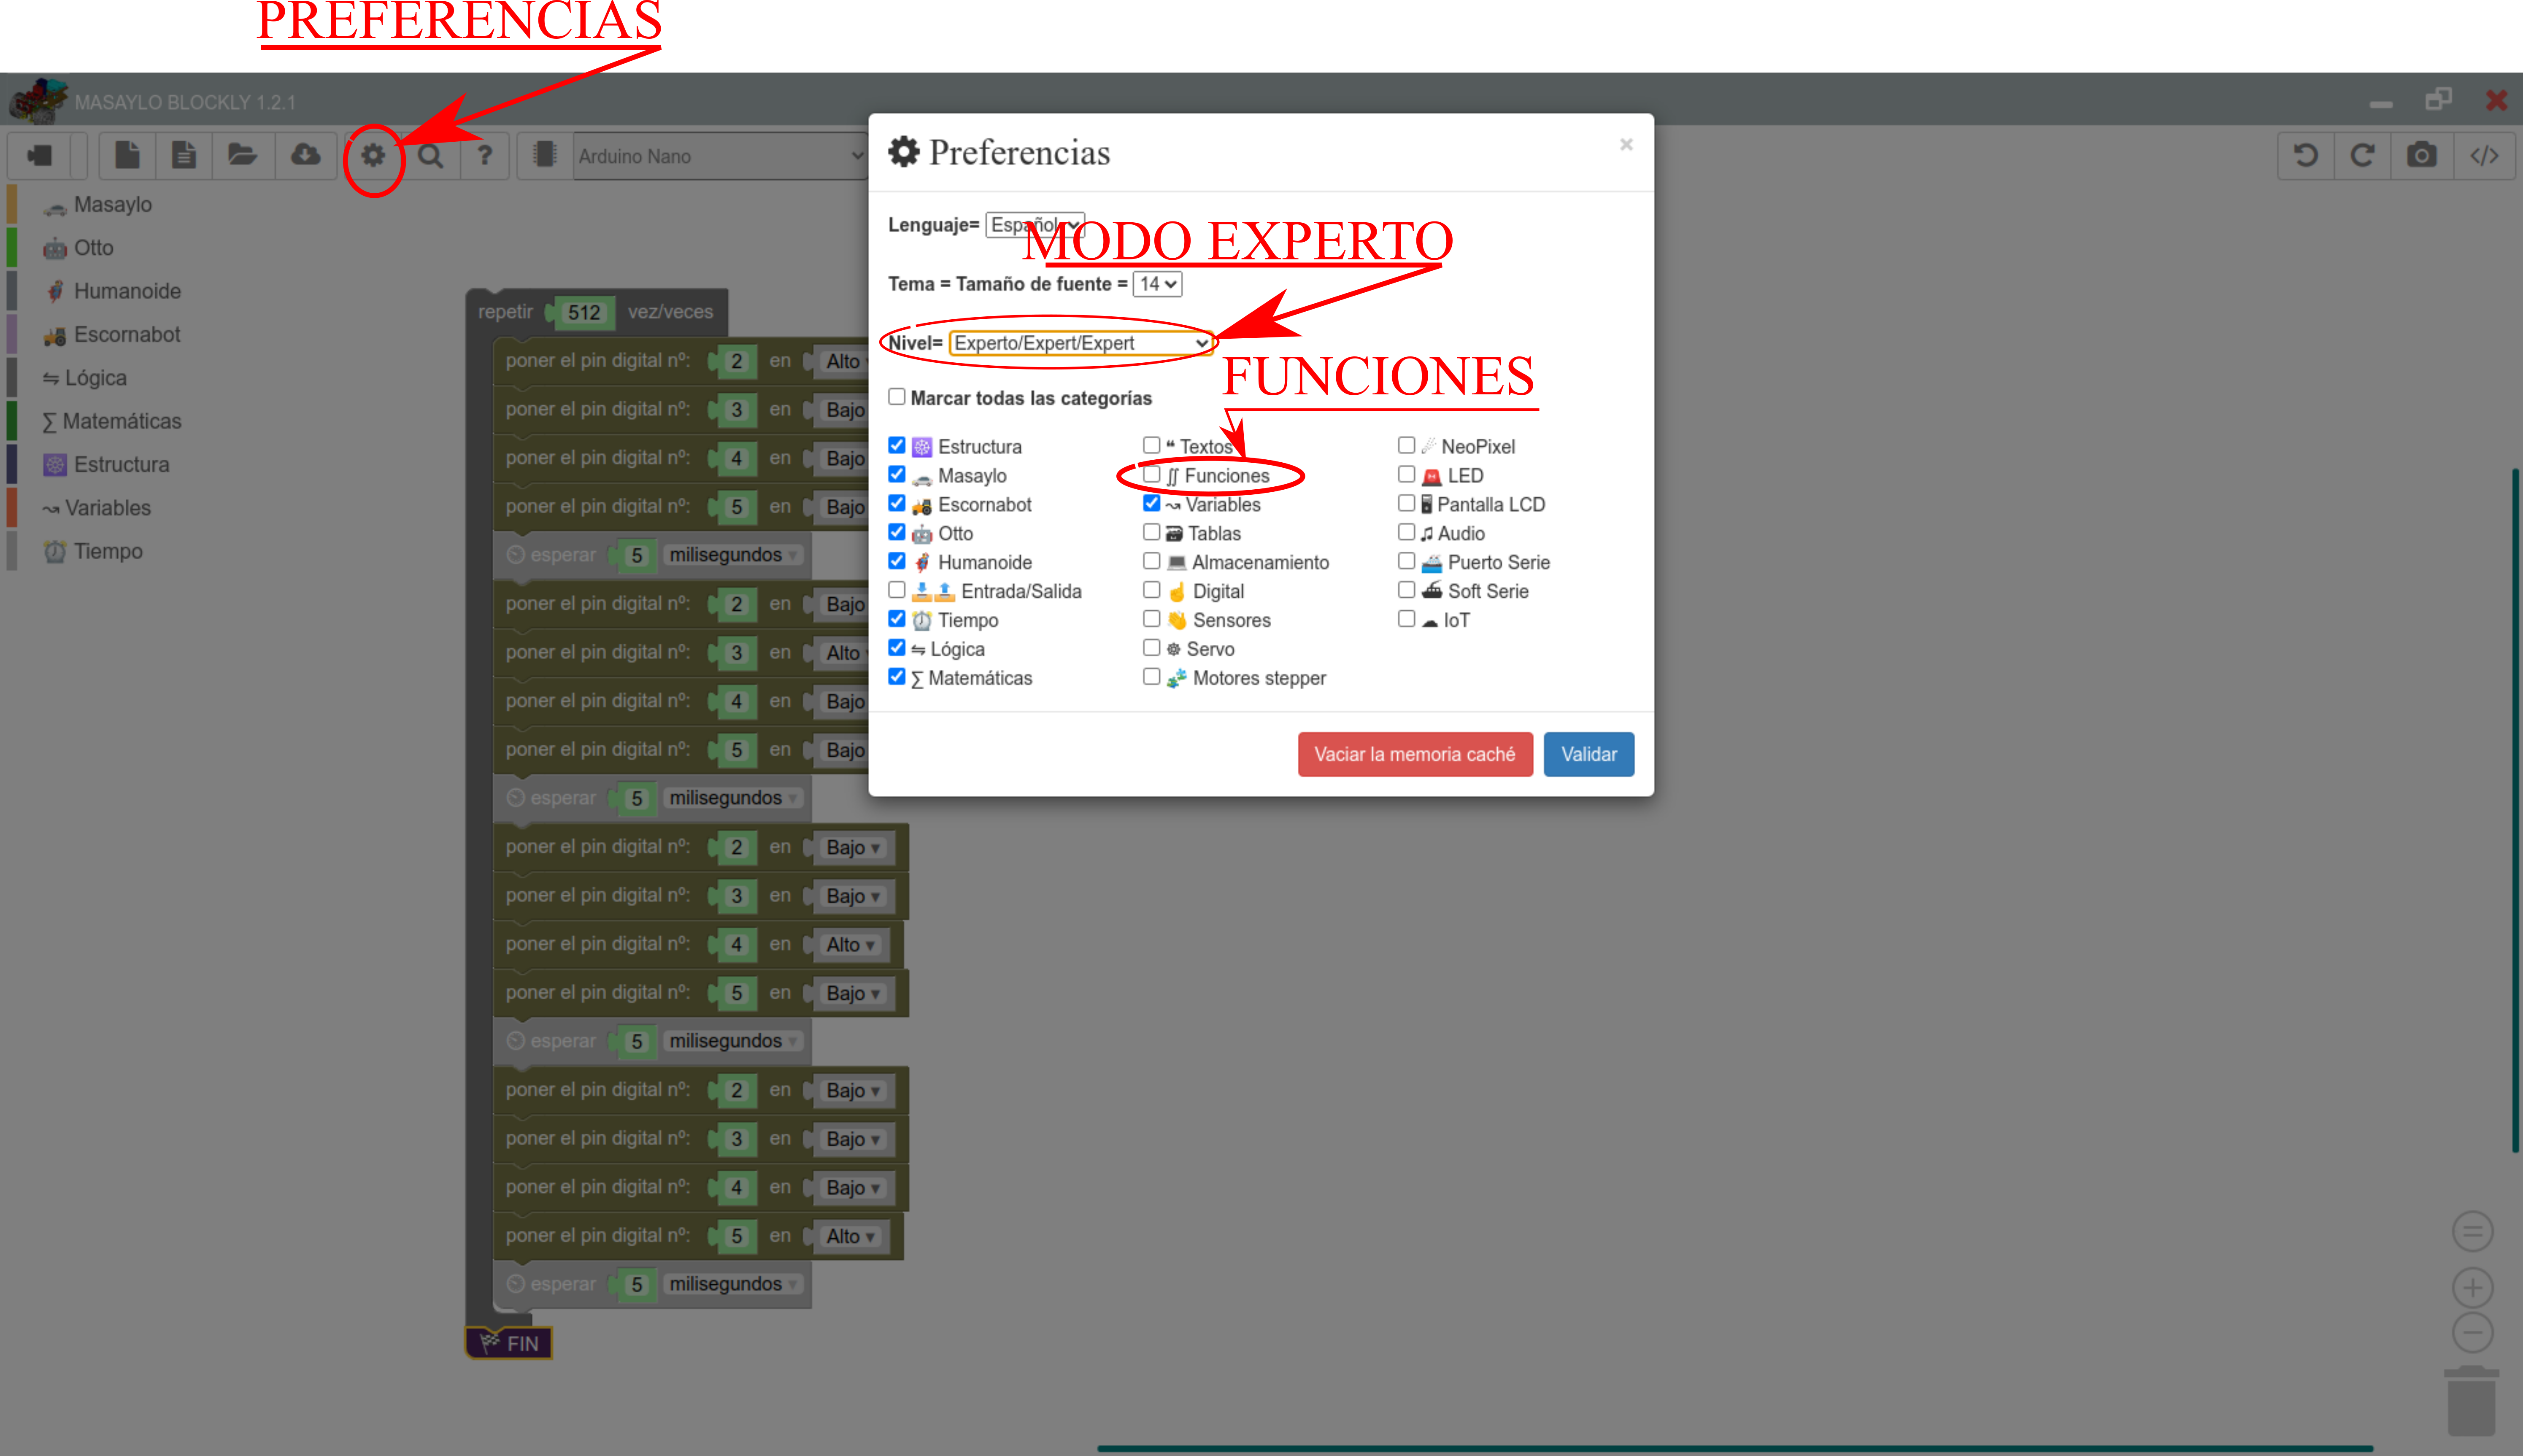 PREFERENCIAS
MASAYLO BLOCKLY 1.2.1
Arduino Nano
Masaylo
Otto
Humanoide
Escornabot
Lógica
∑ Matemáticas
Estructura
Variables
Tiempo
repetir 512 vez/veces
poner el pin digital nº: 2 en Alto
poner el pin digital nº: 3 en Bajo
poner el pin digital nº: 4 en Bajo
poner el pin digital nº: 5 en Bajo
esperar 5 milisegundos
poner el pin digital nº: 2 en Bajo
poner el pin digital nº: 3 en Alto
poner el pin digital nº: 4 en Bajo
poner el pin digital nº: 5 en Bajo
esperar 5 milisegundos
poner el pin digital nº: 2 en Bajo
poner el pin digital nº: 3 en Bajo
poner el pin digital nº: 4 en Alto
poner el pin digital nº: 5 en Bajo
esperar 5 milisegundos
poner el pin digital nº: 2 en Bajo
poner el pin digital nº: 3 en Bajo
poner el pin digital nº: 4 en Bajo
poner el pin digital nº: 5 en Alto
esperar 5 milisegundos
FIN
Preferencias
Lenguaje= Español
MODO EXPERTO
Tema = Tamaño de fuente = 14
Nivel= Experto/Expert/Expert
FUNCIONES
Marcar todas las categorías
Estructura
Masaylo
Escornabot
Otto
Humanoide
Entrada/Salida
Tiempo
Lógica
∑ Matemáticas
❝ Textos
∬ Funciones
Variables
Tablas
Almacenamiento
Digital
Sensores
Servo
Motores stepper
NeoPixel
LED
Pantalla LCD
Audio
Puerto Serie
Soft Serie
IoT
Vaciar la memoria caché
Validar